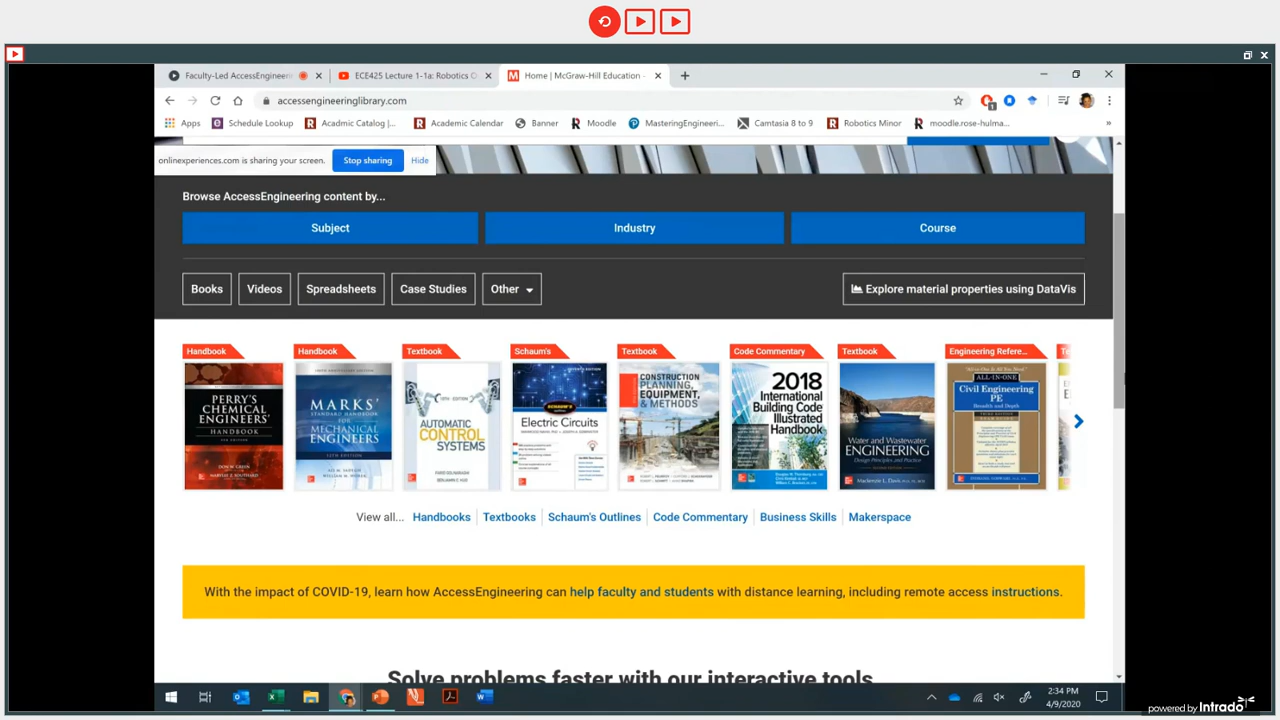 Faculty-Led AccessEngineeri
ECE425 Lecture 1-1a: Robotics O
Home | McGraw-Hill Education -
accessengineeringlibrary.com
Apps
Schedule Lookup
Acadmic Catalog |...
Academic Calendar
Banner
Moodle
MasteringEngineeri...
Camtasia 8 to 9
Robotics Minor
moodle.rose-hulma...
»
onlinexperiences.com is sharing your screen.
Stop sharing
Hide
Browse AccessEngineering content by...
Subject
Industry
Course
Books
Videos
Spreadsheets
Case Studies
Other
Explore material properties using DataVis
Handbook
Handbook
Textbook
Schaum's
Textbook
Code Commentary
Textbook
Engineering Refere...
PERRY'S
CHEMICAL
ENGINEERS'
HANDBOOK
MARKS'
STANDARD HANDBOOK
FOR
MECHANICAL
ENGINEERS
AUTOMATIC
CONTROL
SYSTEMS
Electric Circuits
CONSTRUCTION
PLANNING,
EQUIPMENT,
& METHODS
2018
International
Building Code
Illustrated
Handbook
Water and Wastewater
ENGINEERING
Mackenzie L. Davis
ALL-IN-ONE
Civil Engineering
PE
Breadth and Depth
View all...
Handbooks
Textbooks
Schaum's Outlines
Code Commentary
Business Skills
Makerspace
With the impact of COVID-19, learn how AccessEngineering can help faculty and students with distance learning, including remote access instructions.
Solve problems faster with our interactive tools
2:34 PM
4/9/2020
powered by Intrado